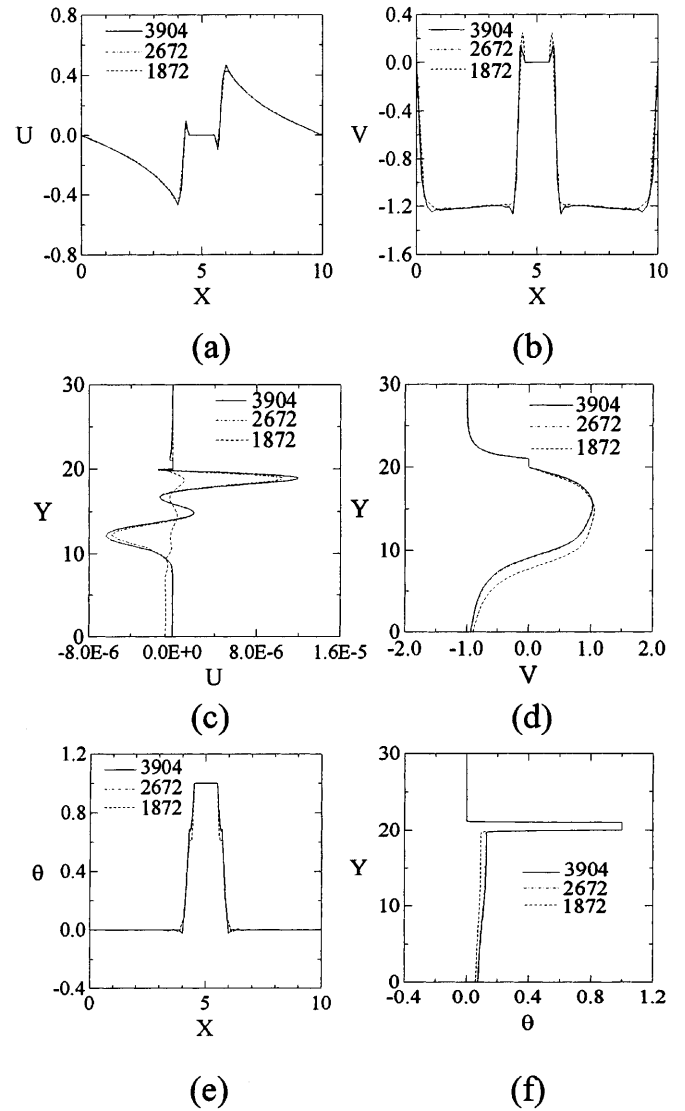 0.8
3904
2672
1872
0.4
U
0.0
-0.4
-0.8
0
5
10
X
(a)
0.4
3904
2672
1872
0.0
V
-0.4
-0.8
-1.2
-1.6
0
5
10
X
(b)
30
3904
2672
1872
20
Y
10
0
-8.0E-6
0.0E+0
8.0E-6
1.6E-5
U
(c)
30
3904
2672
1872
20
Y
10
0
-2.0
-1.0
0.0
1.0
2.0
V
(d)
1.2
3904
2672
1872
0.8
θ
0.4
0.0
-0.4
0
5
10
X
(e)
30
20
Y
3904
2672
1872
10
0
-0.4
0.0
0.4
0.8
1.2
θ
(f)